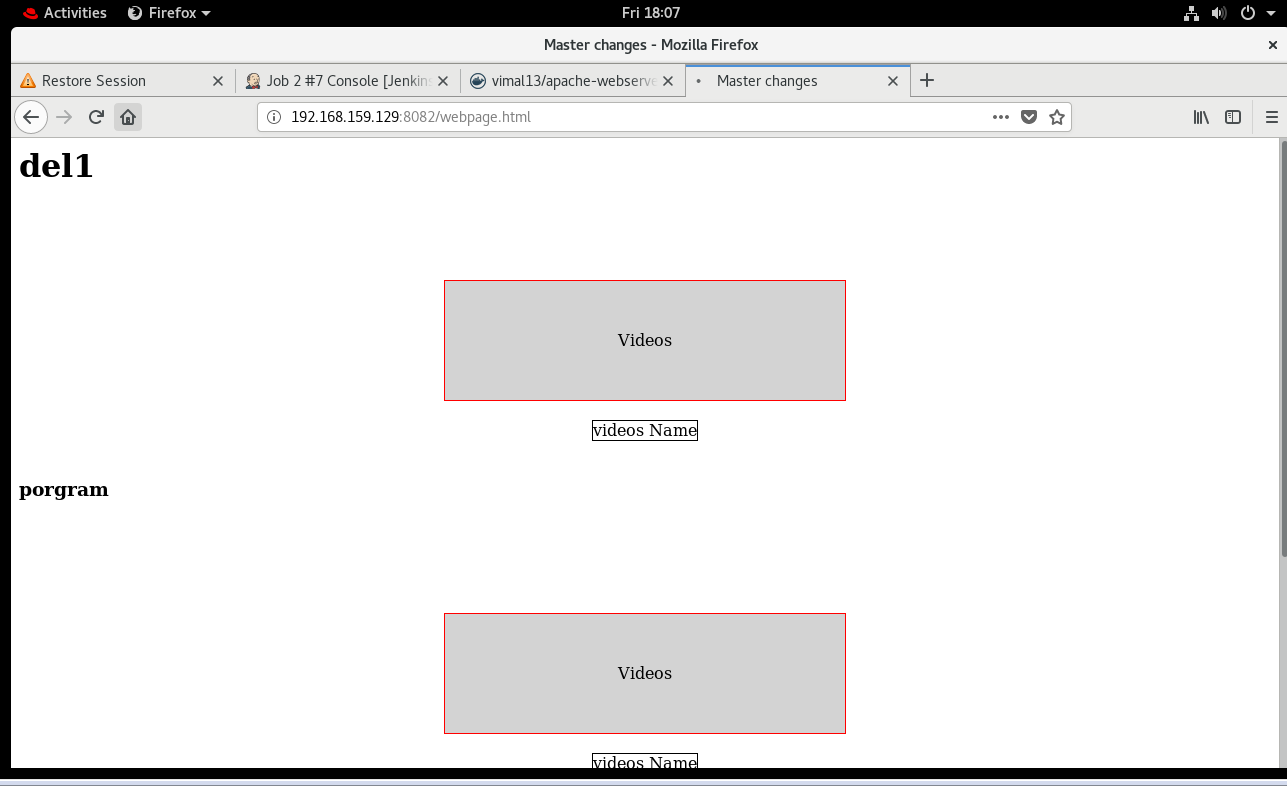 Activities Firefox Fri 18:07
Master changes - Mozilla Firefox
Restore Session Job 2 #7 Console [Jenkins vimal13/apache-webserve Master changes
192.168.159.129:8082/webpage.html
del1
Videos
videos Name
porgram
Videos
videos Name